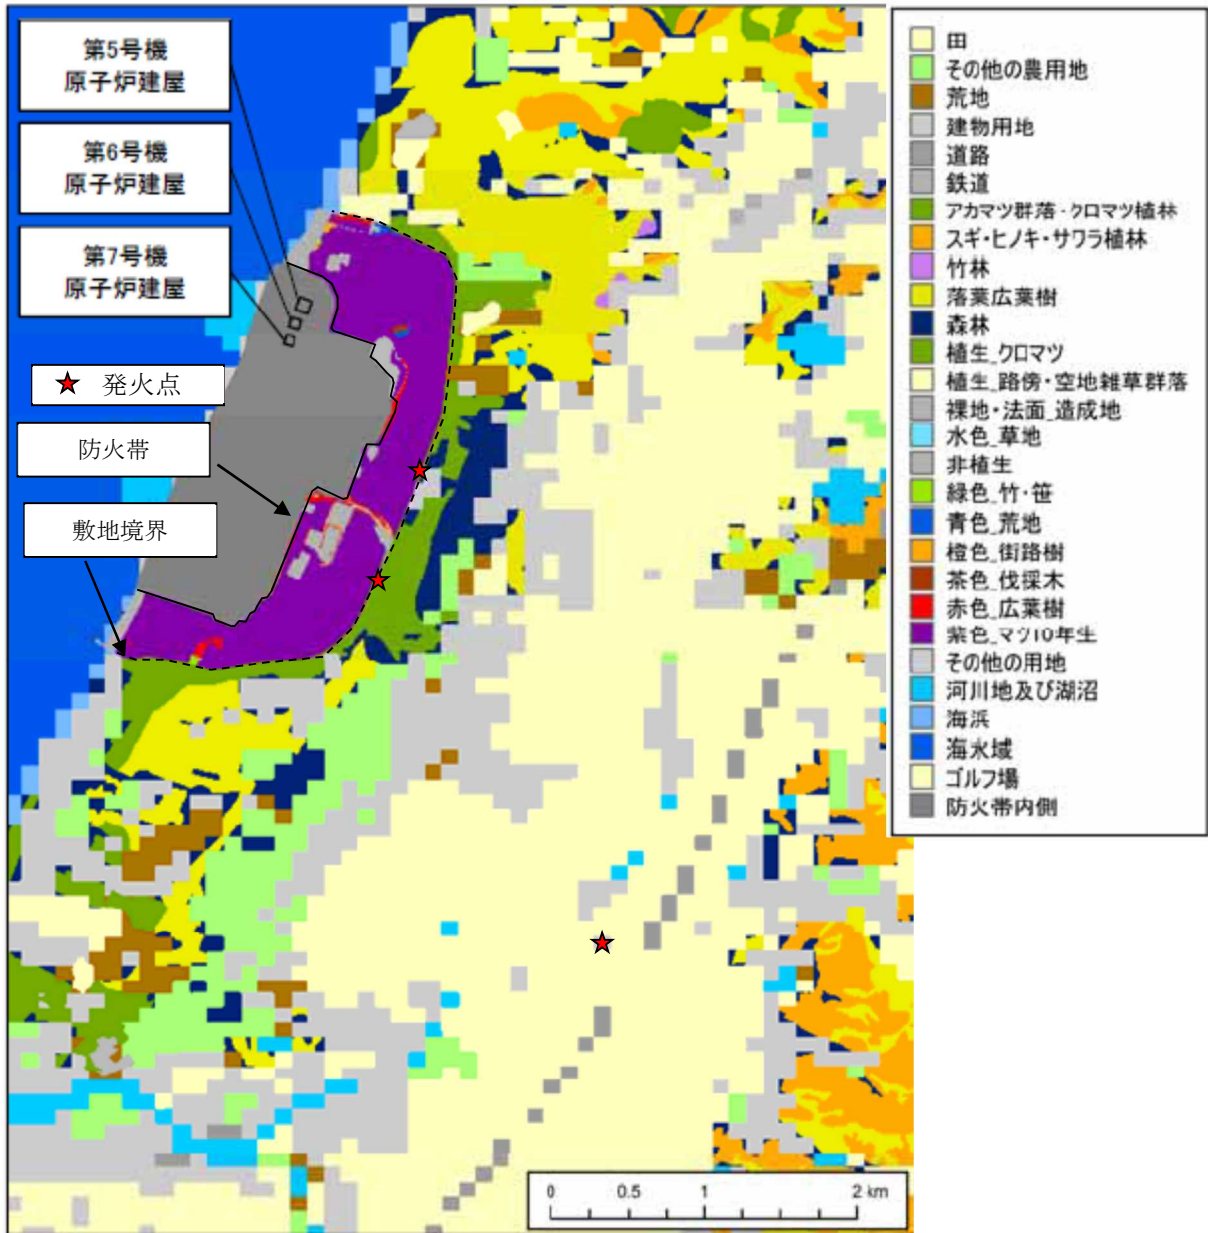 第5号機
原子炉建屋
第6号機
原子炉建屋
第7号機
原子炉建屋
発火点
防火帯
敷地境界
田
その他の農用地
荒地
建物用地
道路
鉄道
アカマツ群落・クロマツ植林
スギ・ヒノキ・サワラ植林
竹林
落葉広葉樹
森林
植生_クロマツ
植生_路傍・空地雑草群落
裸地・法面_造成地
水色_草地
非植生
緑色_竹・笹
青色_荒地
橙色_街路樹
茶色_伐採木
赤色_広葉樹
紫色_マツ10年生
その他の用地
河川地及び湖沼
海浜
海水域
ゴルフ場
防火帯内側
0 0.5 1 2 km